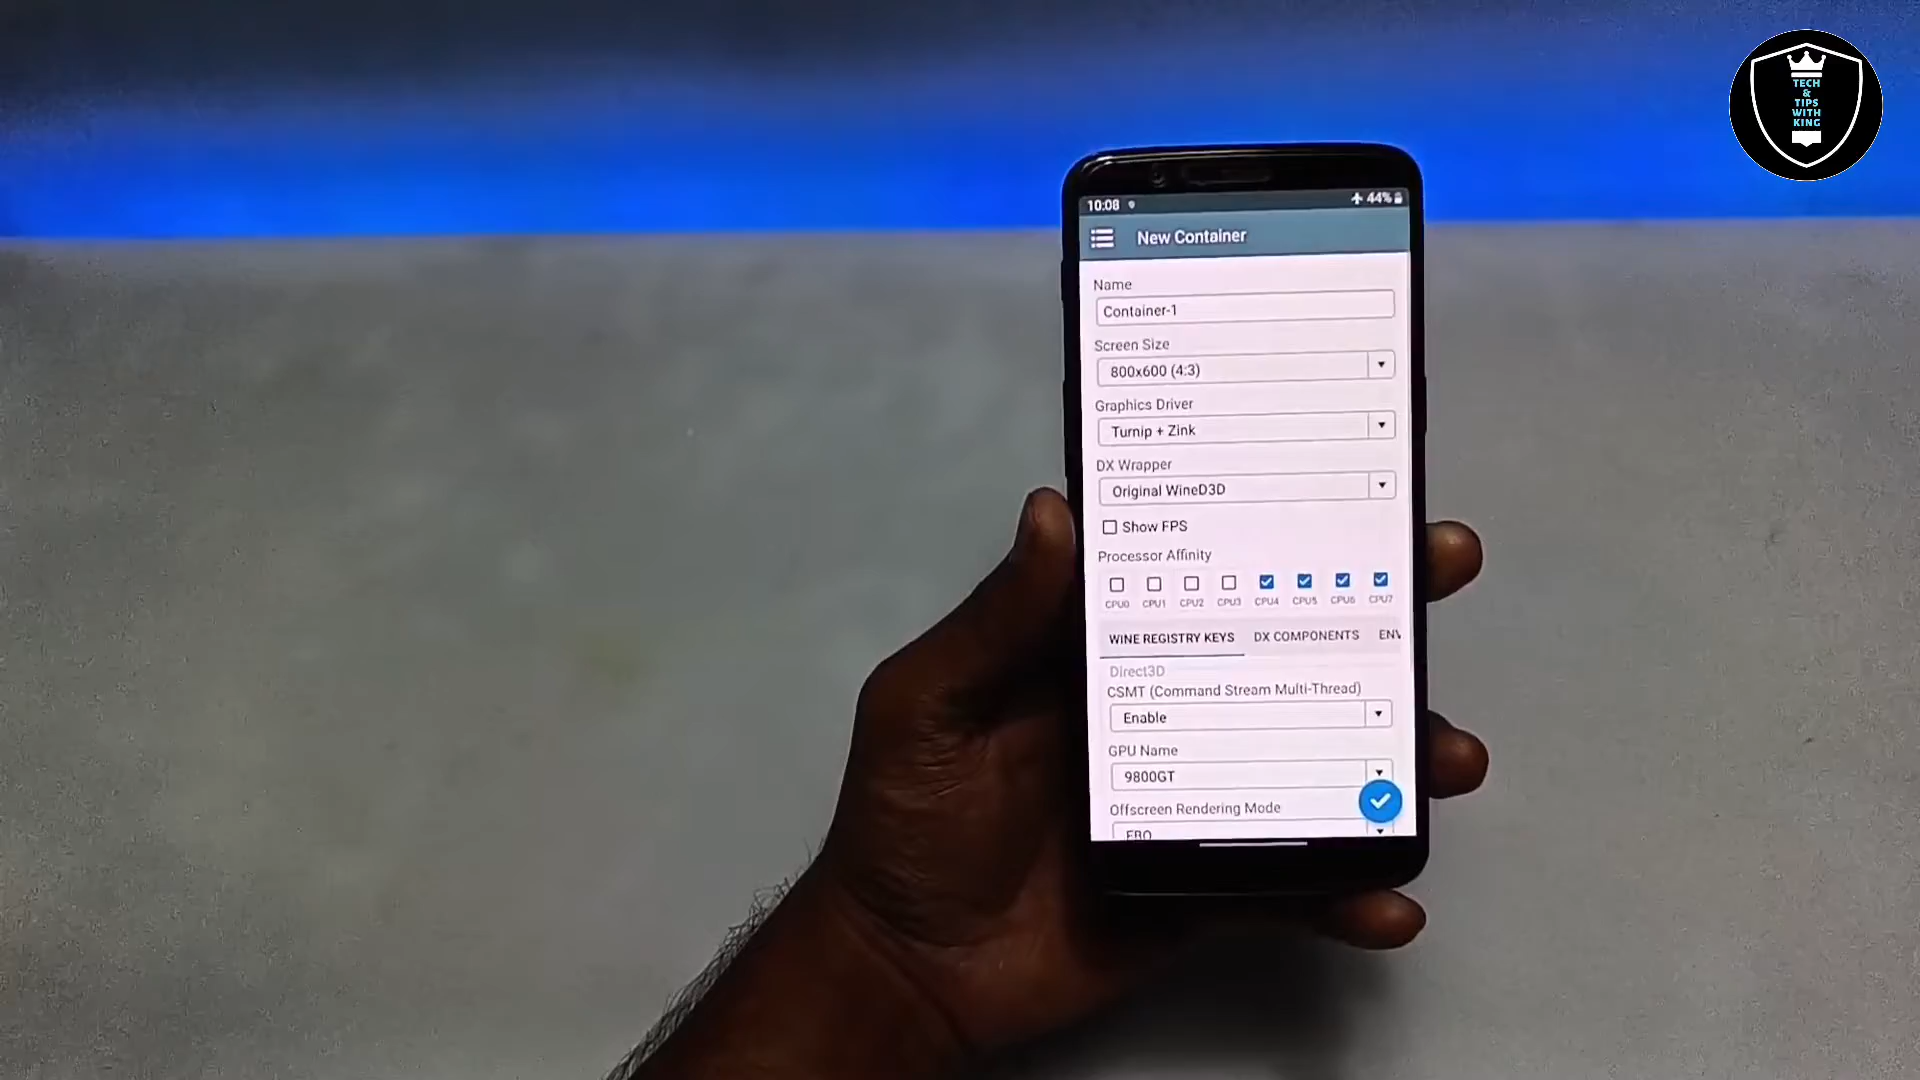 TECH
&
TIPS
WITH
KING
10:08
44%
New Container
Name
Container-1
Screen Size
800x600 (4:3)
Graphics Driver
Turnip + Zink
DX Wrapper
Original WineD3D
Show FPS
Processor Affinity
CPU0 CPU1 CPU2 CPU3 CPU4 CPU5 CPU6 CPU7
WINE REGISTRY KEYS DX COMPONENTS ENV
Direct3D
CSMT (Command Stream Multi-Thread)
Enable
GPU Name
9800GT
Offscreen Rendering Mode
FBO